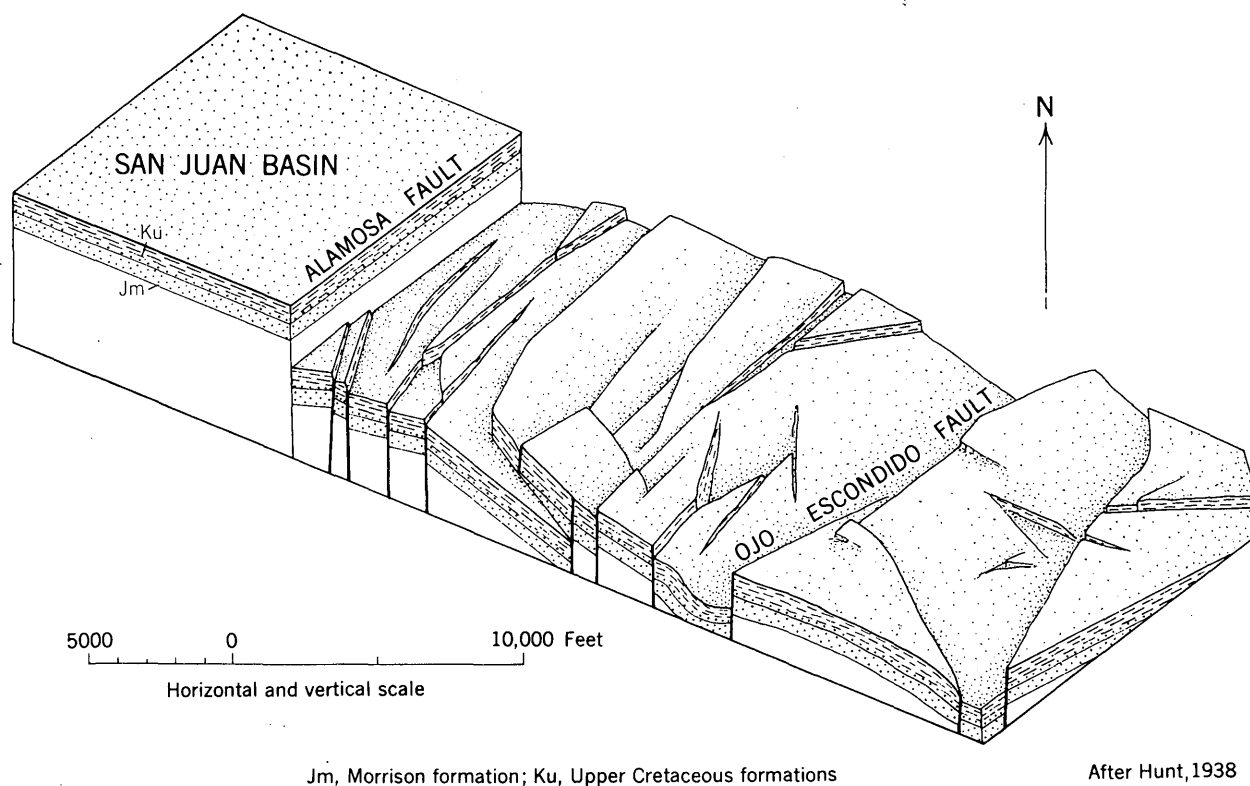 N
SAN JUAN BASIN
ALAMOSA FAULT
Ku
Jm
OJO ESCONDIDO FAULT
5000 0 10,000 Feet
Horizontal and vertical scale
Jm, Morrison formation; Ku, Upper Cretaceous formations
After Hunt, 1938